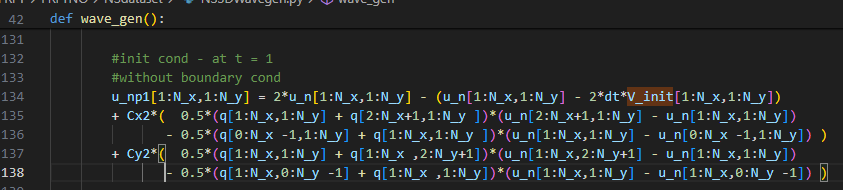 NS3DWavegen.py > wave_gen
42 def wave_gen():
131
132 #init cond - at t = 1
133 #without boundary cond
134 u_np1[1:N_x,1:N_y] = 2*u_n[1:N_x,1:N_y] - (u_n[1:N_x,1:N_y] - 2*dt*V_init[1:N_x,1:N_y])
135 + Cx2*( 0.5*(q[1:N_x,1:N_y] + q[2:N_x+1,1:N_y ])*(u_n[2:N_x+1,1:N_y] - u_n[1:N_x,1:N_y])
136 - 0.5*(q[0:N_x -1,1:N_y] + q[1:N_x,1:N_y ])*(u_n[1:N_x,1:N_y] - u_n[0:N_x -1,1:N_y]) )
137 + Cy2*( 0.5*(q[1:N_x,1:N_y] + q[1:N_x ,2:N_y+1])*(u_n[1:N_x,2:N_y+1] - u_n[1:N_x,1:N_y])
138 - 0.5*(q[1:N_x,0:N_y -1] + q[1:N_x ,1:N_y])*(u_n[1:N_x,1:N_y] - u_n[1:N_x,0:N_y -1]) )